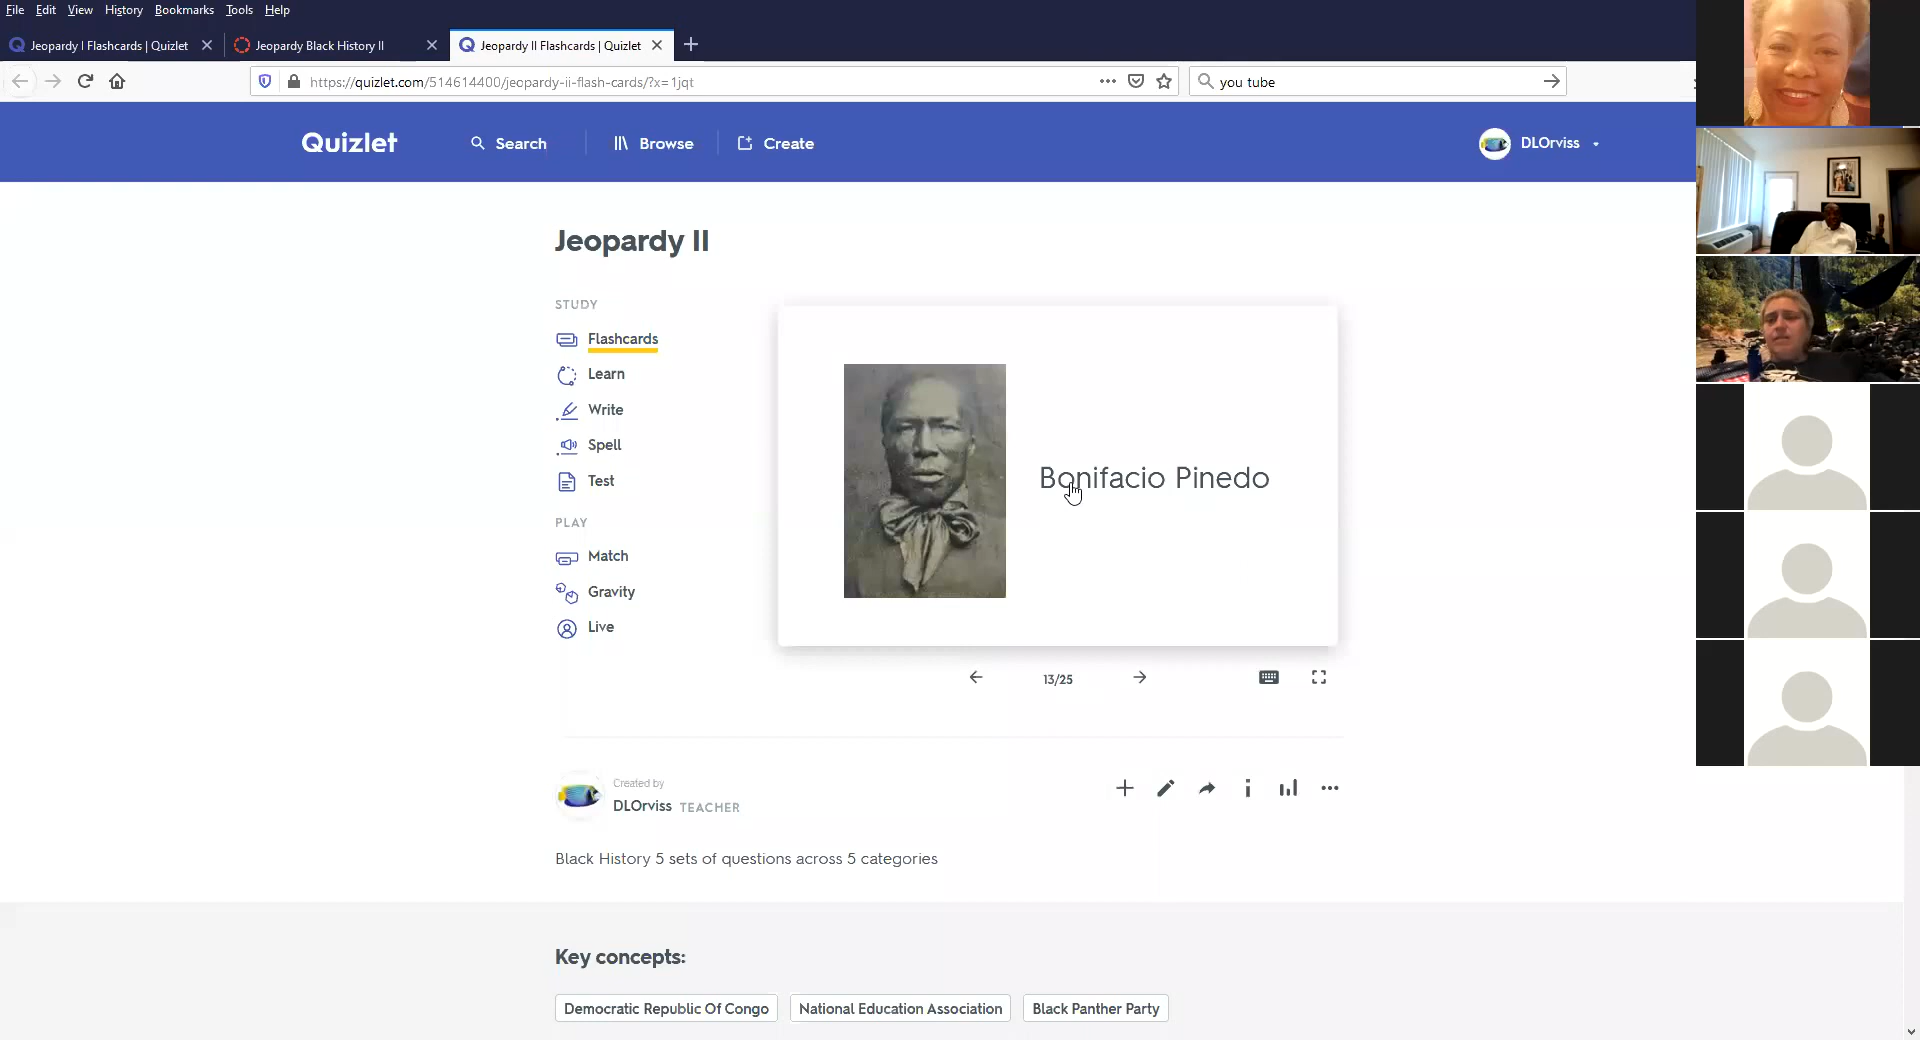 File Edit View History Bookmarks Tools Help
Jeopardy I Flashcards | Quizlet
Jeopardy Black History II
Jeopardy II Flashcards | Quizlet
https://quizlet.com/514614400/jeopardy-ii-flash-cards/?x=1jqt
you tube
Quizlet
Search
Browse
Create
DLOrviss
Jeopardy II
STUDY
Flashcards
Learn
Write
Spell
Test
PLAY
Match
Gravity
Live
Bonifacio Pinedo
13/25
Created by
DLOrviss TEACHER
Black History 5 sets of questions across 5 categories
Key concepts:
Democratic Republic Of Congo
National Education Association
Black Panther Party